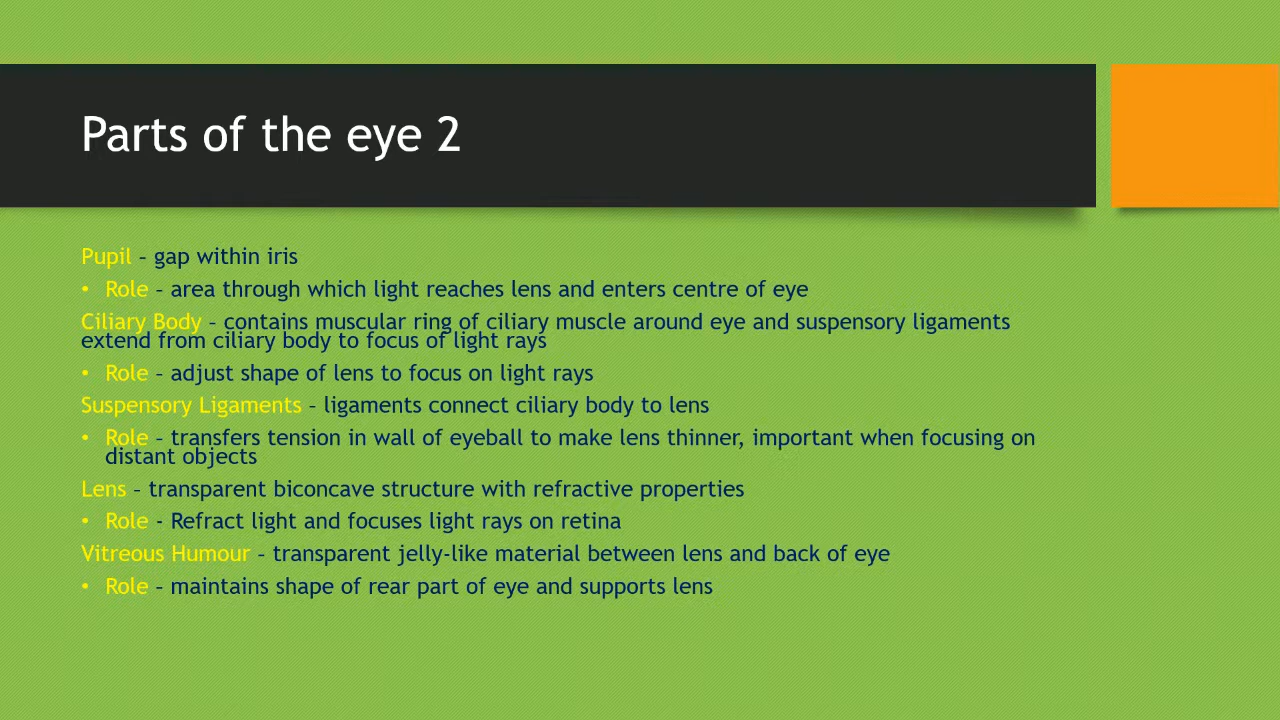 Parts of the eye 2
Pupil – gap within iris
• Role – area through which light reaches lens and enters centre of eye
Ciliary Body – contains muscular ring of ciliary muscle around eye and suspensory ligaments
extend from ciliary body to focus of light rays
• Role – adjust shape of lens to focus on light rays
Suspensory Ligaments – ligaments connect ciliary body to lens
• Role – transfers tension in wall of eyeball to make lens thinner, important when focusing on
distant objects
Lens – transparent biconcave structure with refractive properties
• Role - Refract light and focuses light rays on retina
Vitreous Humour – transparent jelly-like material between lens and back of eye
• Role – maintains shape of rear part of eye and supports lens